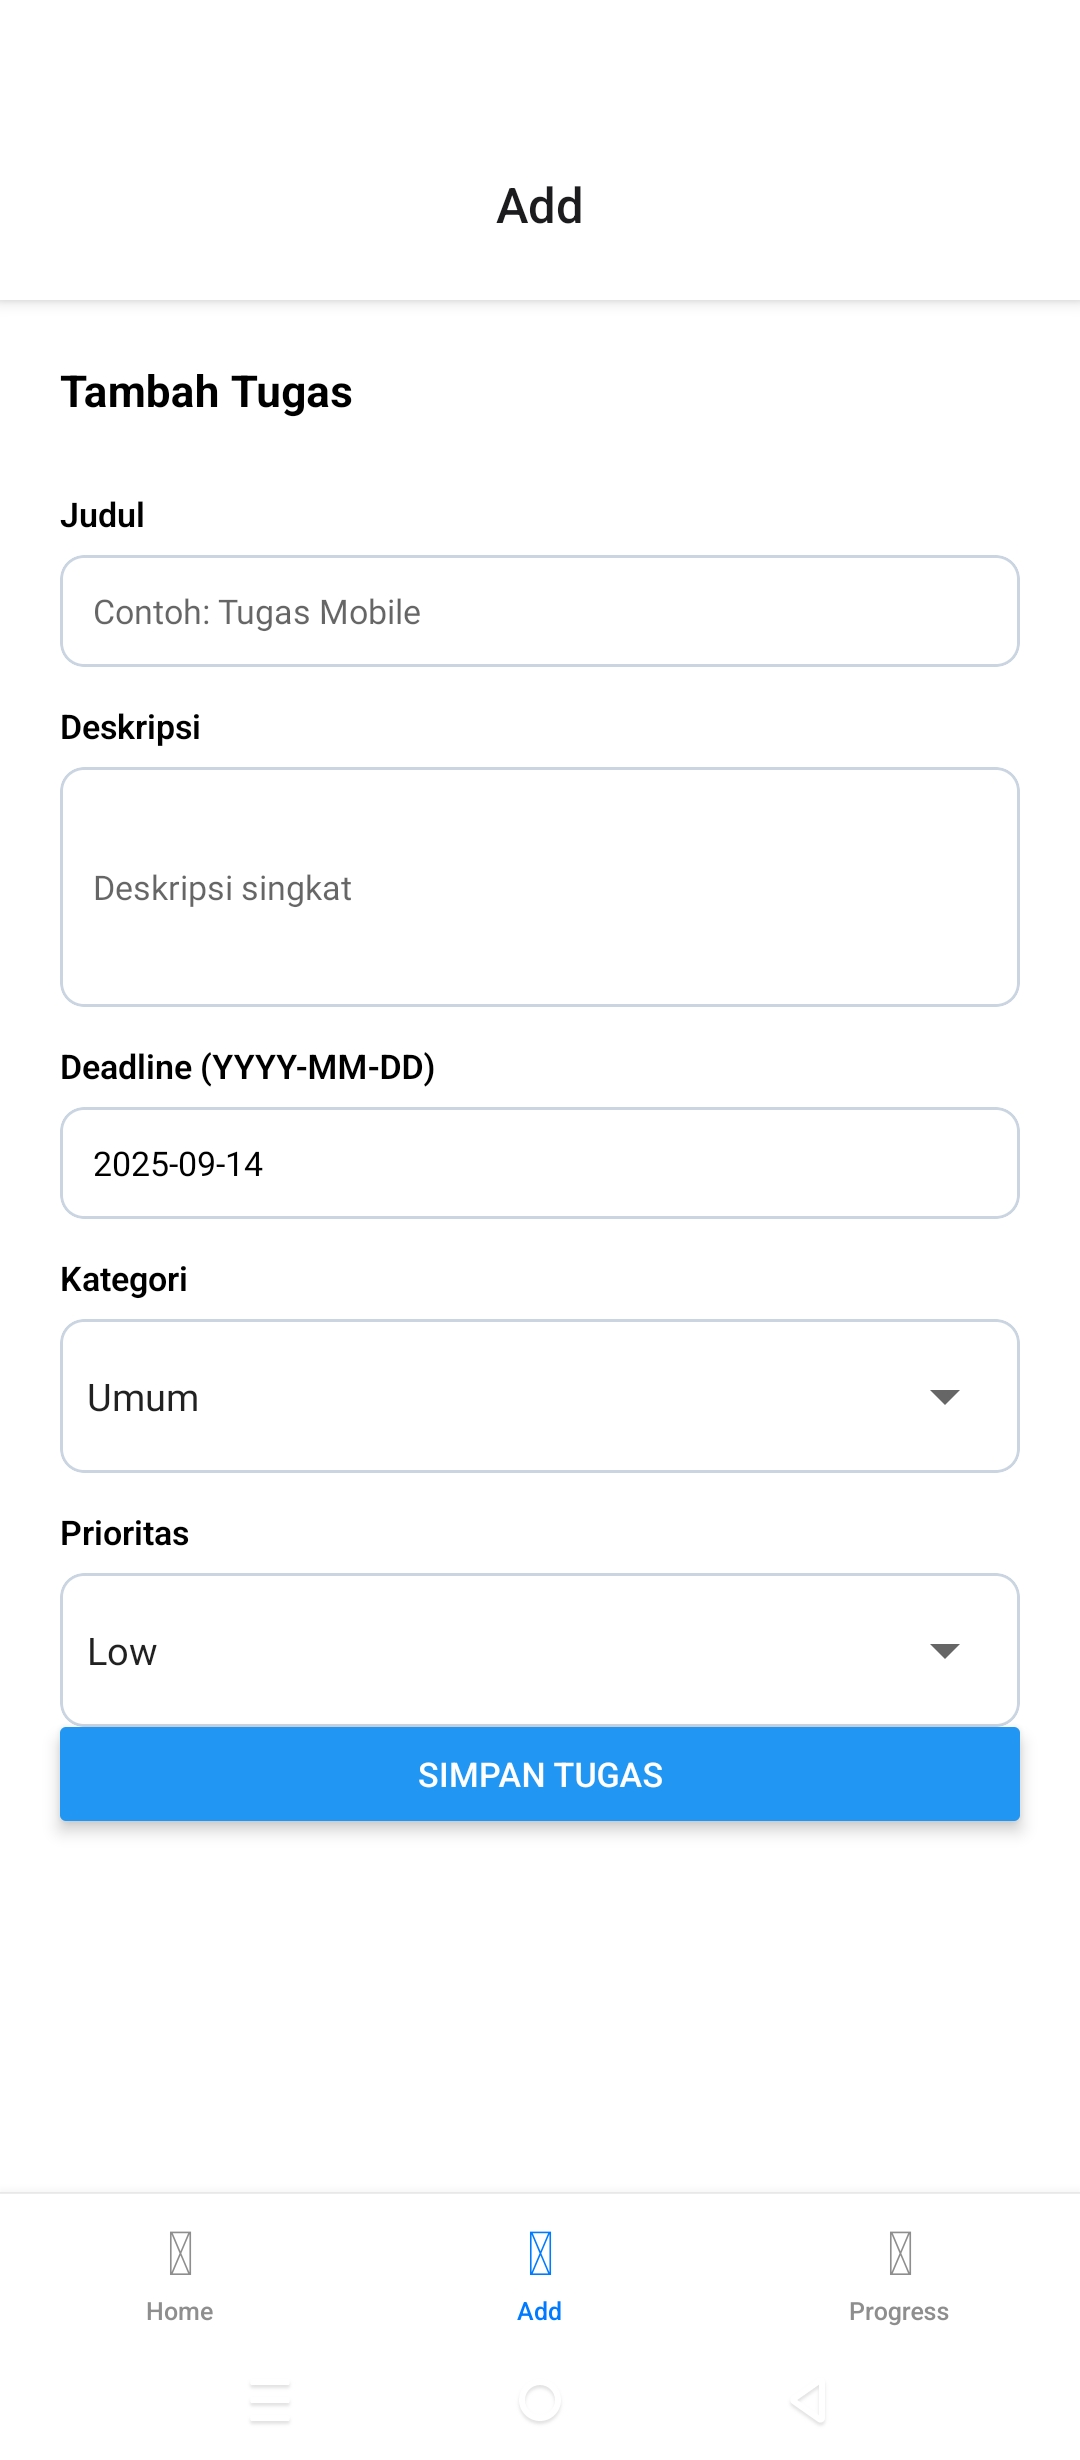 Add
Tambah Tugas
Judul
Contoh: Tugas Mobile
Deskripsi
Deskripsi singkat
Deadline (YYYY-MM-DD)
2025-09-14
Kategori
Umum
Prioritas
Low
SIMPAN TUGAS
Home
Add
Progress